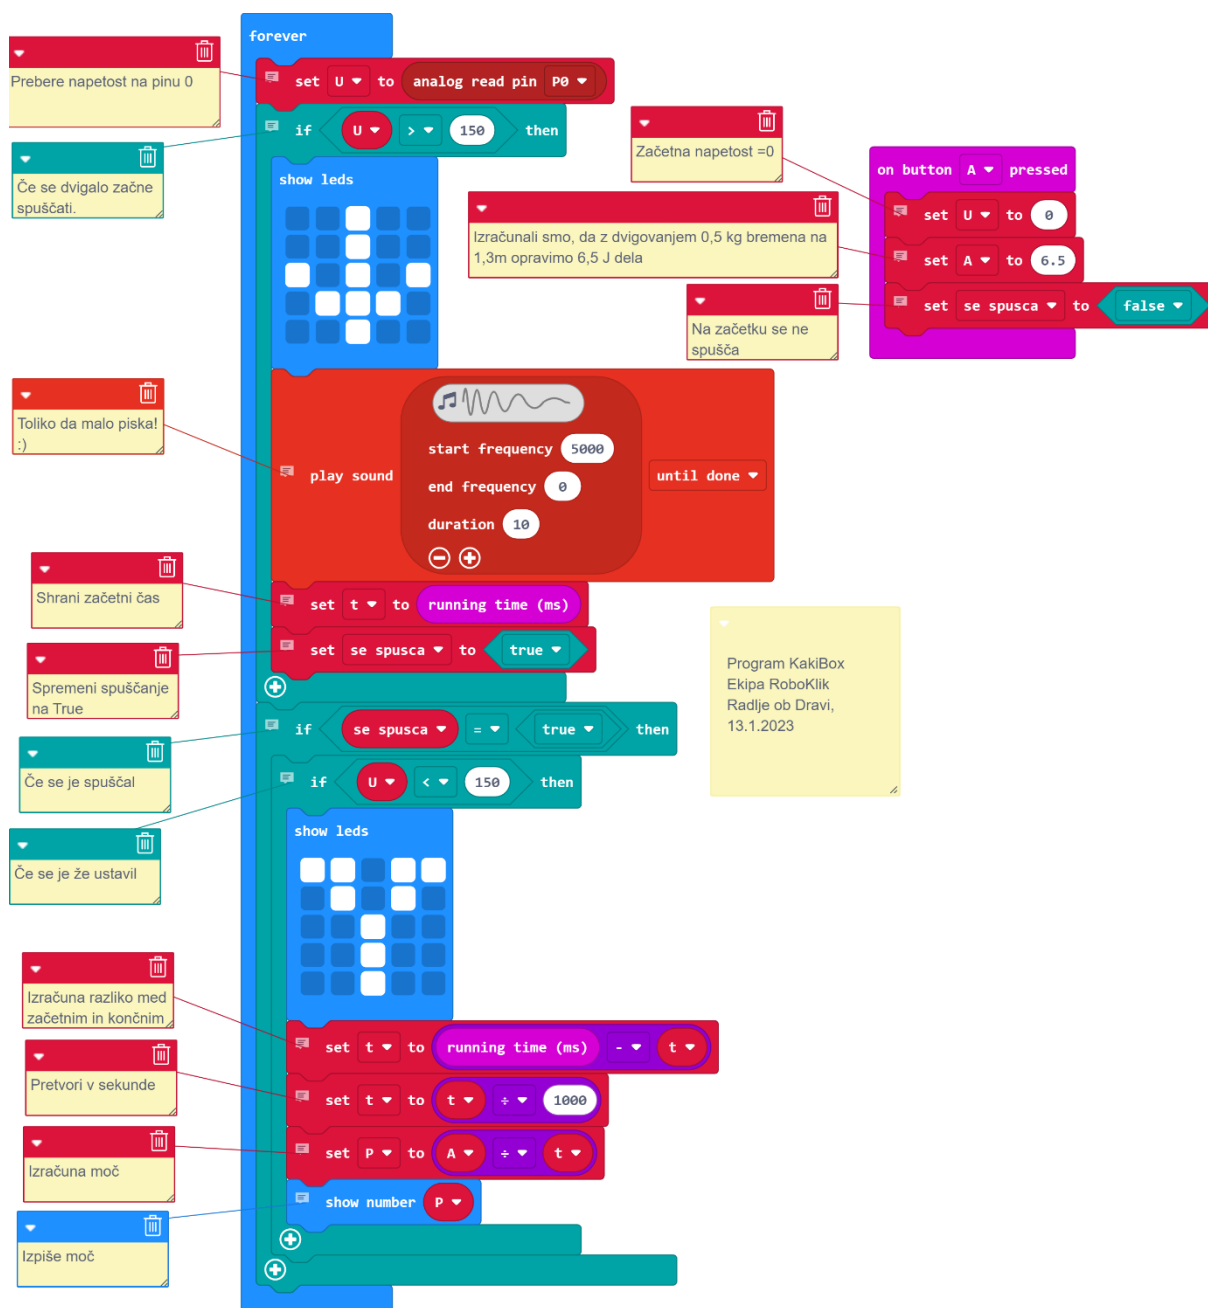 forever
Prebere napetost na pinu 0
set U to analog read pin P0
if U > 150 then
Če se dvigalo začne
spuščati.
show leds
Začetna napetost =0
on button A pressed
set U to 0
Izračunali smo, da z dvigovanjem 0,5 kg bremena na
1,3m opravimo 6,5 J dela
set A to 6.5
Na začetku se ne
spušča
set se spusca to false
Toliko da malo piska!
:)
play sound
start frequency 5000
end frequency 0
duration 10
until done
Shrani začetni čas
set t to running time (ms)
Spremeni spuščanje
na True
set se spusca to true
Program KakiBox
Ekipa RoboKlik
Radlje ob Dravi,
13.1.2023
Če se je spuščal
if se spusca = true then
Če se je že ustavil
if U < 150 then
show leds
Izračuna razliko med
začetnim in končnim
set t to running time (ms) - t
Pretvori v sekunde
set t to t ÷ 1000
Izračuna moč
set P to A ÷ t
Izpiše moč
show number P